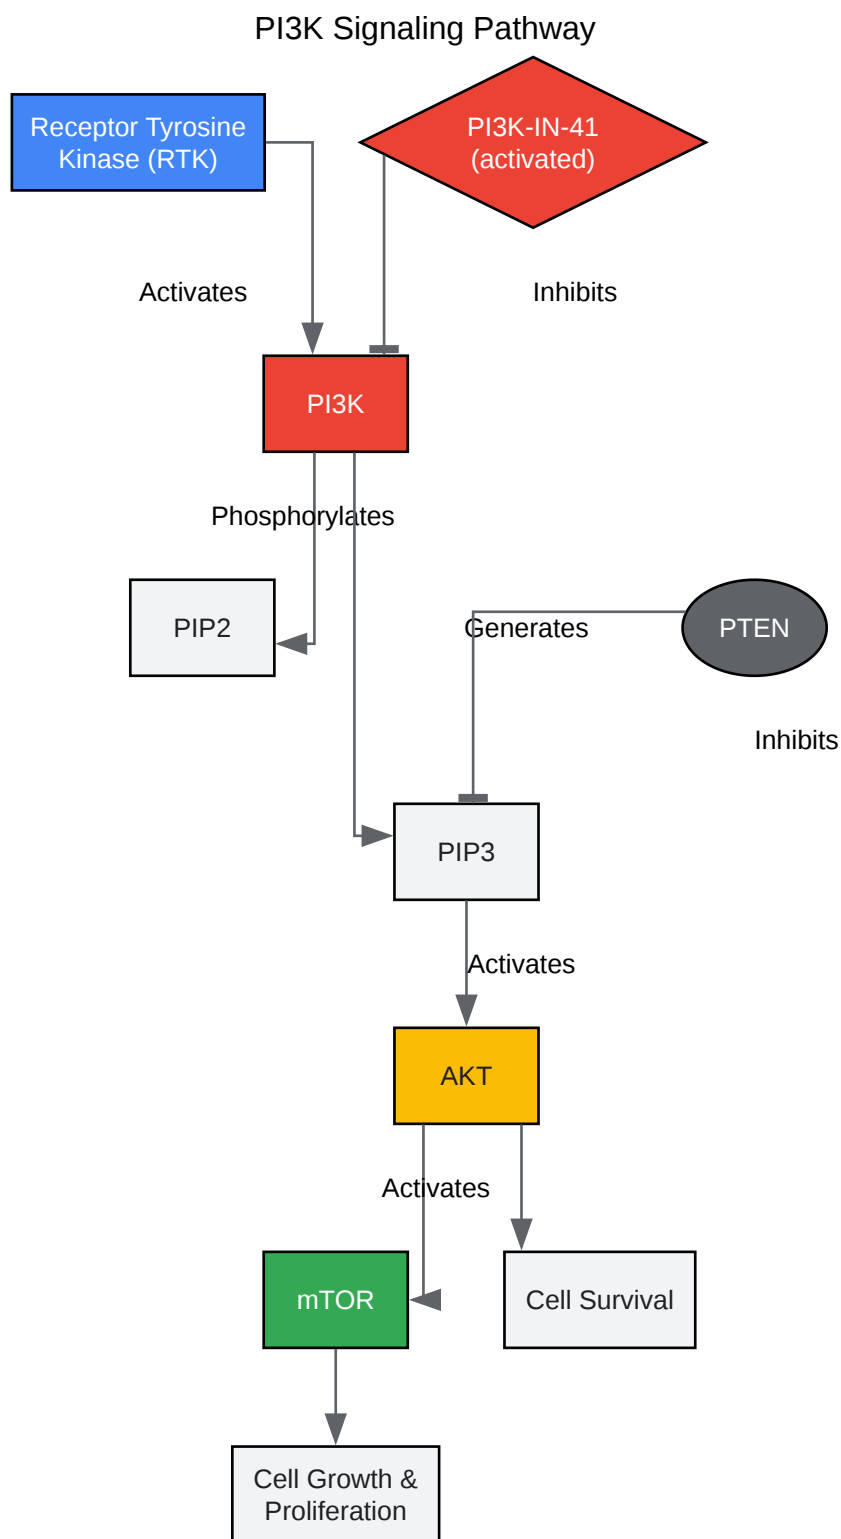 PI3K Signaling Pathway
Receptor Tyrosine
Kinase (RTK)
PI3K-IN-41
(activated)
Activates
Inhibits
PI3K
Phosphorylates
PIP2
Generates
PTEN
Inhibits
PIP3
Activates
AKT
Activates
mTOR
Cell Survival
Cell Growth &
Proliferation